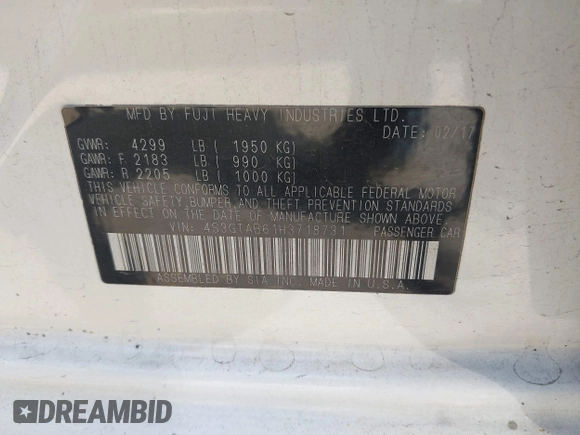 MFD BY FUJI HEAVY INDUSTRIES LTD.
DATE: 02/17
GVWR: 4299 LB ( 1950 KG)
GAWR: F 2183 LB ( 990 KG)
GAWR: R 2205 LB ( 1000 KG)
THIS VEHICLE CONFORMS TO ALL APPLICABLE FEDERAL MOTOR
VEHICLE SAFETY, BUMPER AND THEFT PREVENTION STANDARDS
IN EFFECT ON THE DATE OF MANUFACTURE SHOWN ABOVE.
VIN: 4S3GTAB61H3718731 PASSENGER CAR
ASSEMBLED BY SIA INC. MADE IN U.S.A.
DREAMBID